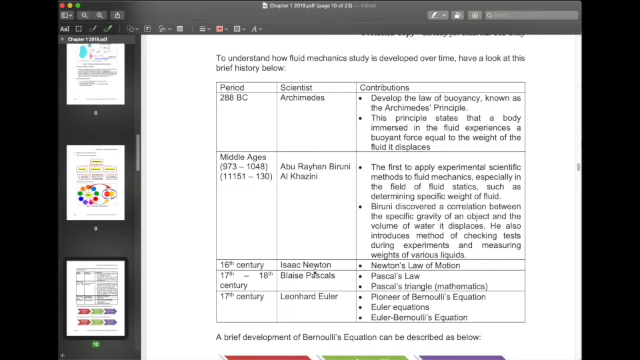 Chapter 1 2019.pdf (page 10 of 23)
Chapter 1 2019.pdf
8
9
10
To understand how fluid mechanics study is developed over time, have a look at this
brief history below:
Period Scientist Contributions
288 BC Archimedes • Develop the law of buoyancy, known as
the Archimedes' Principle.
• This principle states that a body
immersed in the fluid experiences a
buoyant force equal to the weight of the
fluid it displaces
Middle Ages
(973 – 1048) Abu Rayhan Biruni • The first to apply experimental scientific
(11151 – 130) Al Khazini methods to fluid mechanics, especially in
the field of fluid statics, such as
determining specific weight of fluid.
• Biruni discovered a correlation between
the specific gravity of an object and the
volume of water it displaces. He also
introduces method of checking tests
during experiments and measuring
weights of various liquids.
16th century Isaac Newton • Newton's Law of Motion
17th – 18th Blaise Pascals • Pascal's Law
century • Pascal's triangle (mathematics)
17th century Leonhard Euler • Pioneer of Bernoulli's Equation
• Euler equations
• Euler-Bernoulli's Equation
A brief development of Bernoulli's Equation can be described as below: